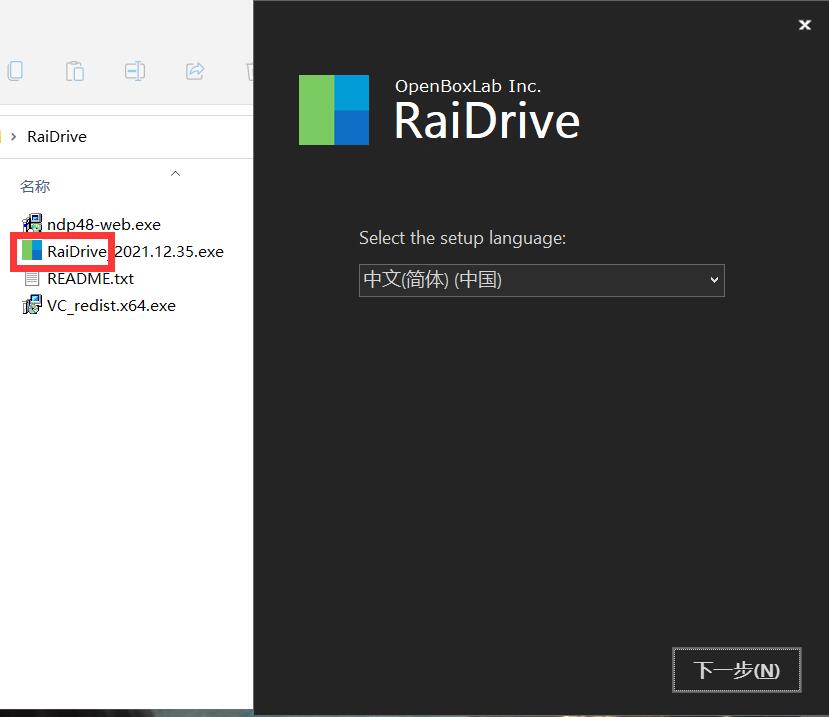 RaiDrive
名称
ndp48-web.exe
RaiDrive_2021.12.35.exe
README.txt
VC_redist.x64.exe
OpenBoxLab Inc.
RaiDrive
Select the setup language:
中文(简体) (中国)
下一步(N)